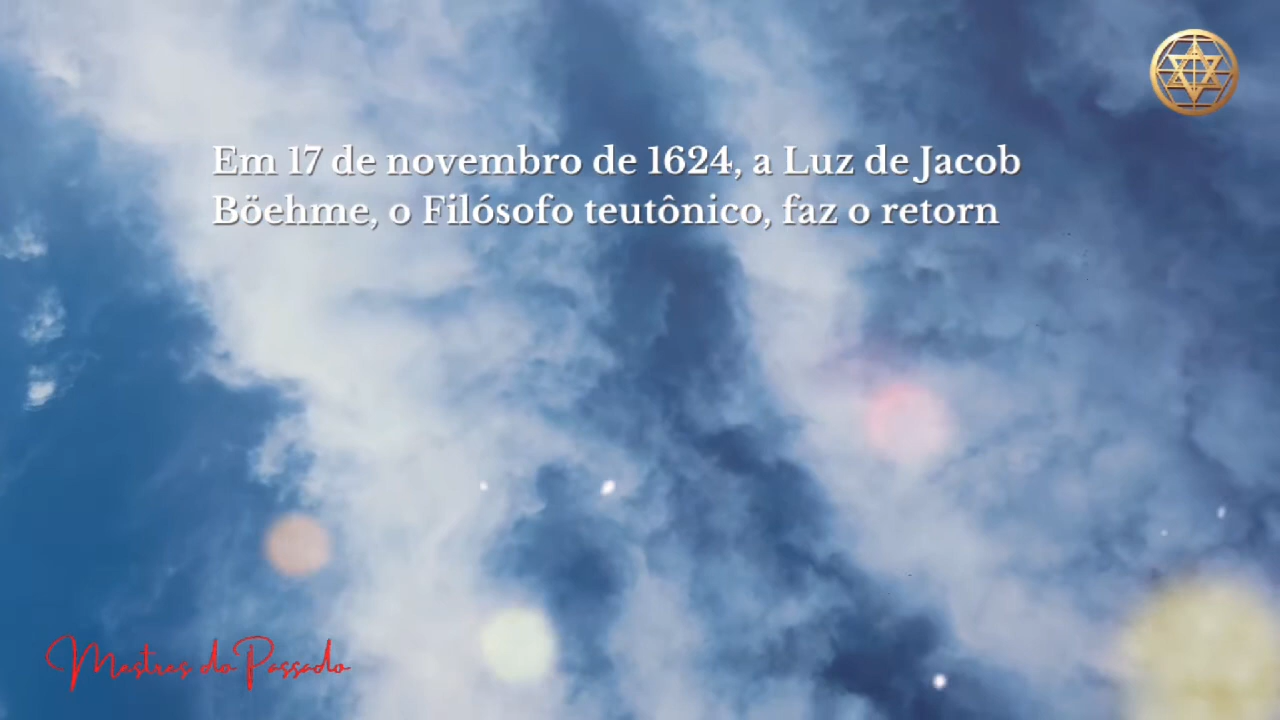 Em 17 de novembro de 1624, a Luz de Jacob
Böehme, o Filósofo teutônico, faz o retorn
Mestres do Passado